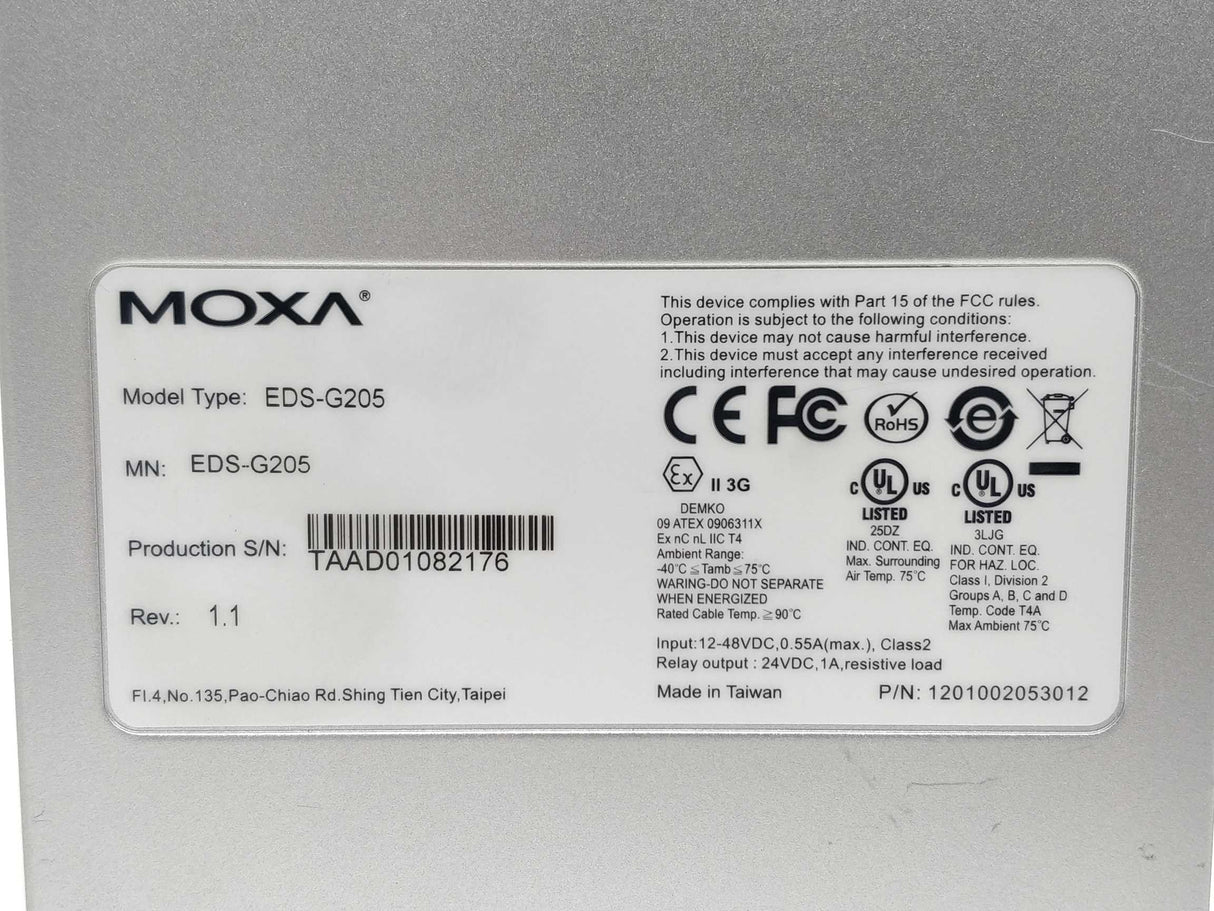 MOXA®
Model Type: EDS-G205
MN: EDS-G205
Production S/N: TAAD01082176
Rev.: 1.1
Fl.4,No.135,Pao-Chiao Rd.Shing Tien City,Taipei
This device complies with Part 15 of the FCC rules.
Operation is subject to the following conditions:
1.This device may not cause harmful interference.
2.This device must accept any interference received
including interference that may cause undesired operation.
CE FC RoHS e
Ex II 3G
DEMKO
09 ATEX 0906311X
Ex nC nL IIC T4
Ambient Range:
-40°C ≦Tamb≦75°C
WARING-DO NOT SEPARATE
WHEN ENERGIZED
Rated Cable Temp.≧90°C
C UL® US
LISTED
25DZ
IND. CONT. EQ.
Max. Surrounding
Air Temp. 75°C
C UL® US
LISTED
3LJG
IND. CONT. EQ.
FOR HAZ. LOC.
Class I, Division 2
Groups A, B, C and D
Temp. Code T4A
Max Ambient 75°C
Input:12-48VDC,0.55A(max.), Class2
Relay output : 24VDC,1A,resistive load
Made in Taiwan
P/N: 1201002053012